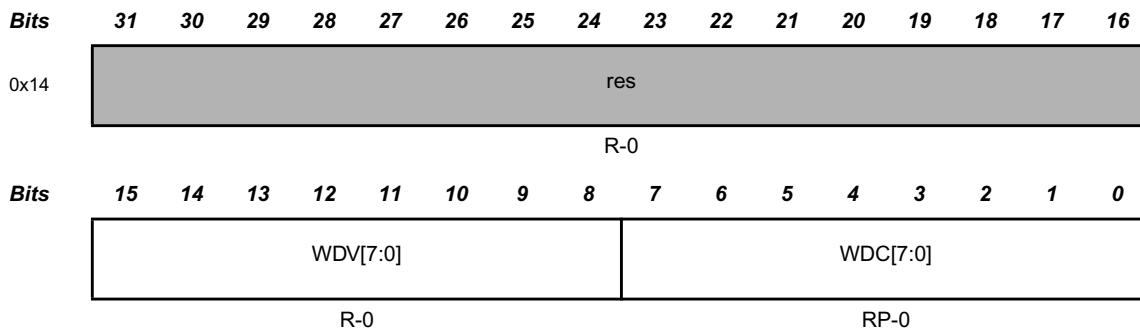 Bits 31 30 29 28 27 26 25 24 23 22 21 20 19 18 17 16
0x14 res
R-0
Bits 15 14 13 12 11 10 9 8 7 6 5 4 3 2 1 0
WDV[7:0] WDC[7:0]
R-0 RP-0